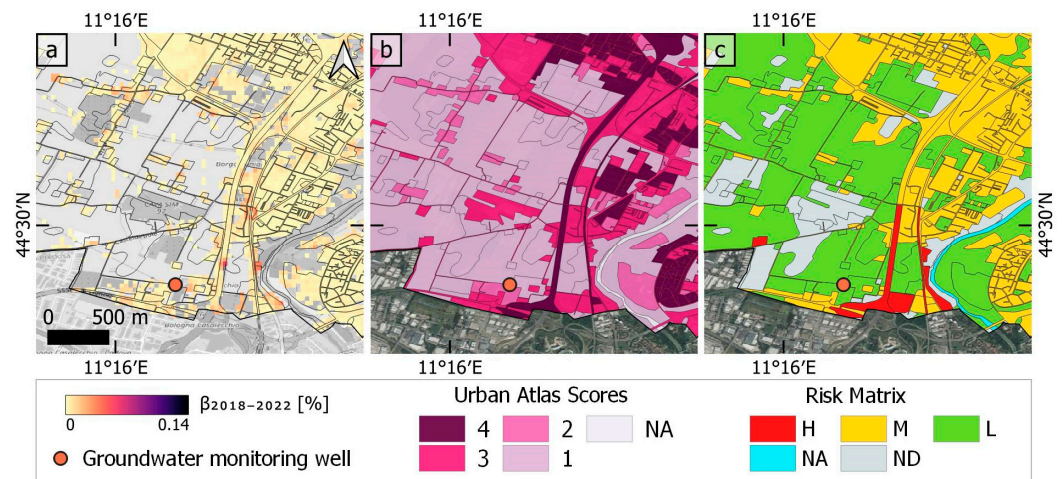 11°16′E 11°16′E 11°16′E
a b c
44°30′N 44°30′N
0 500 m
11°16′E 11°16′E 11°16′E
β2018–2022 [%]
0 0.14
Groundwater monitoring well
Urban Atlas Scores
4 2 NA
3 1
Risk Matrix
H M L
NA ND